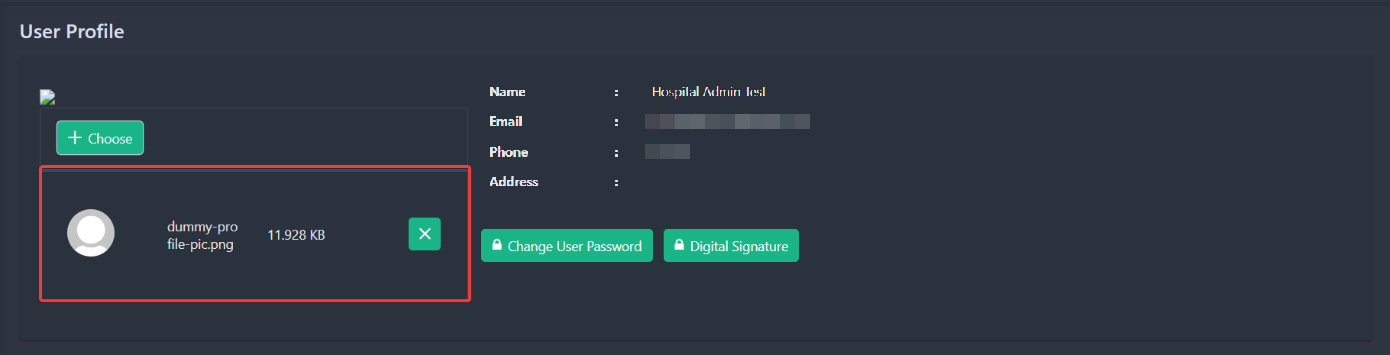 User Profile
Name : Hospital Admin Test
+ Choose
Email :
Phone :
Address :
dummy-pro
file-pic.png
11.928 KB
Change User Password
Digital Signature